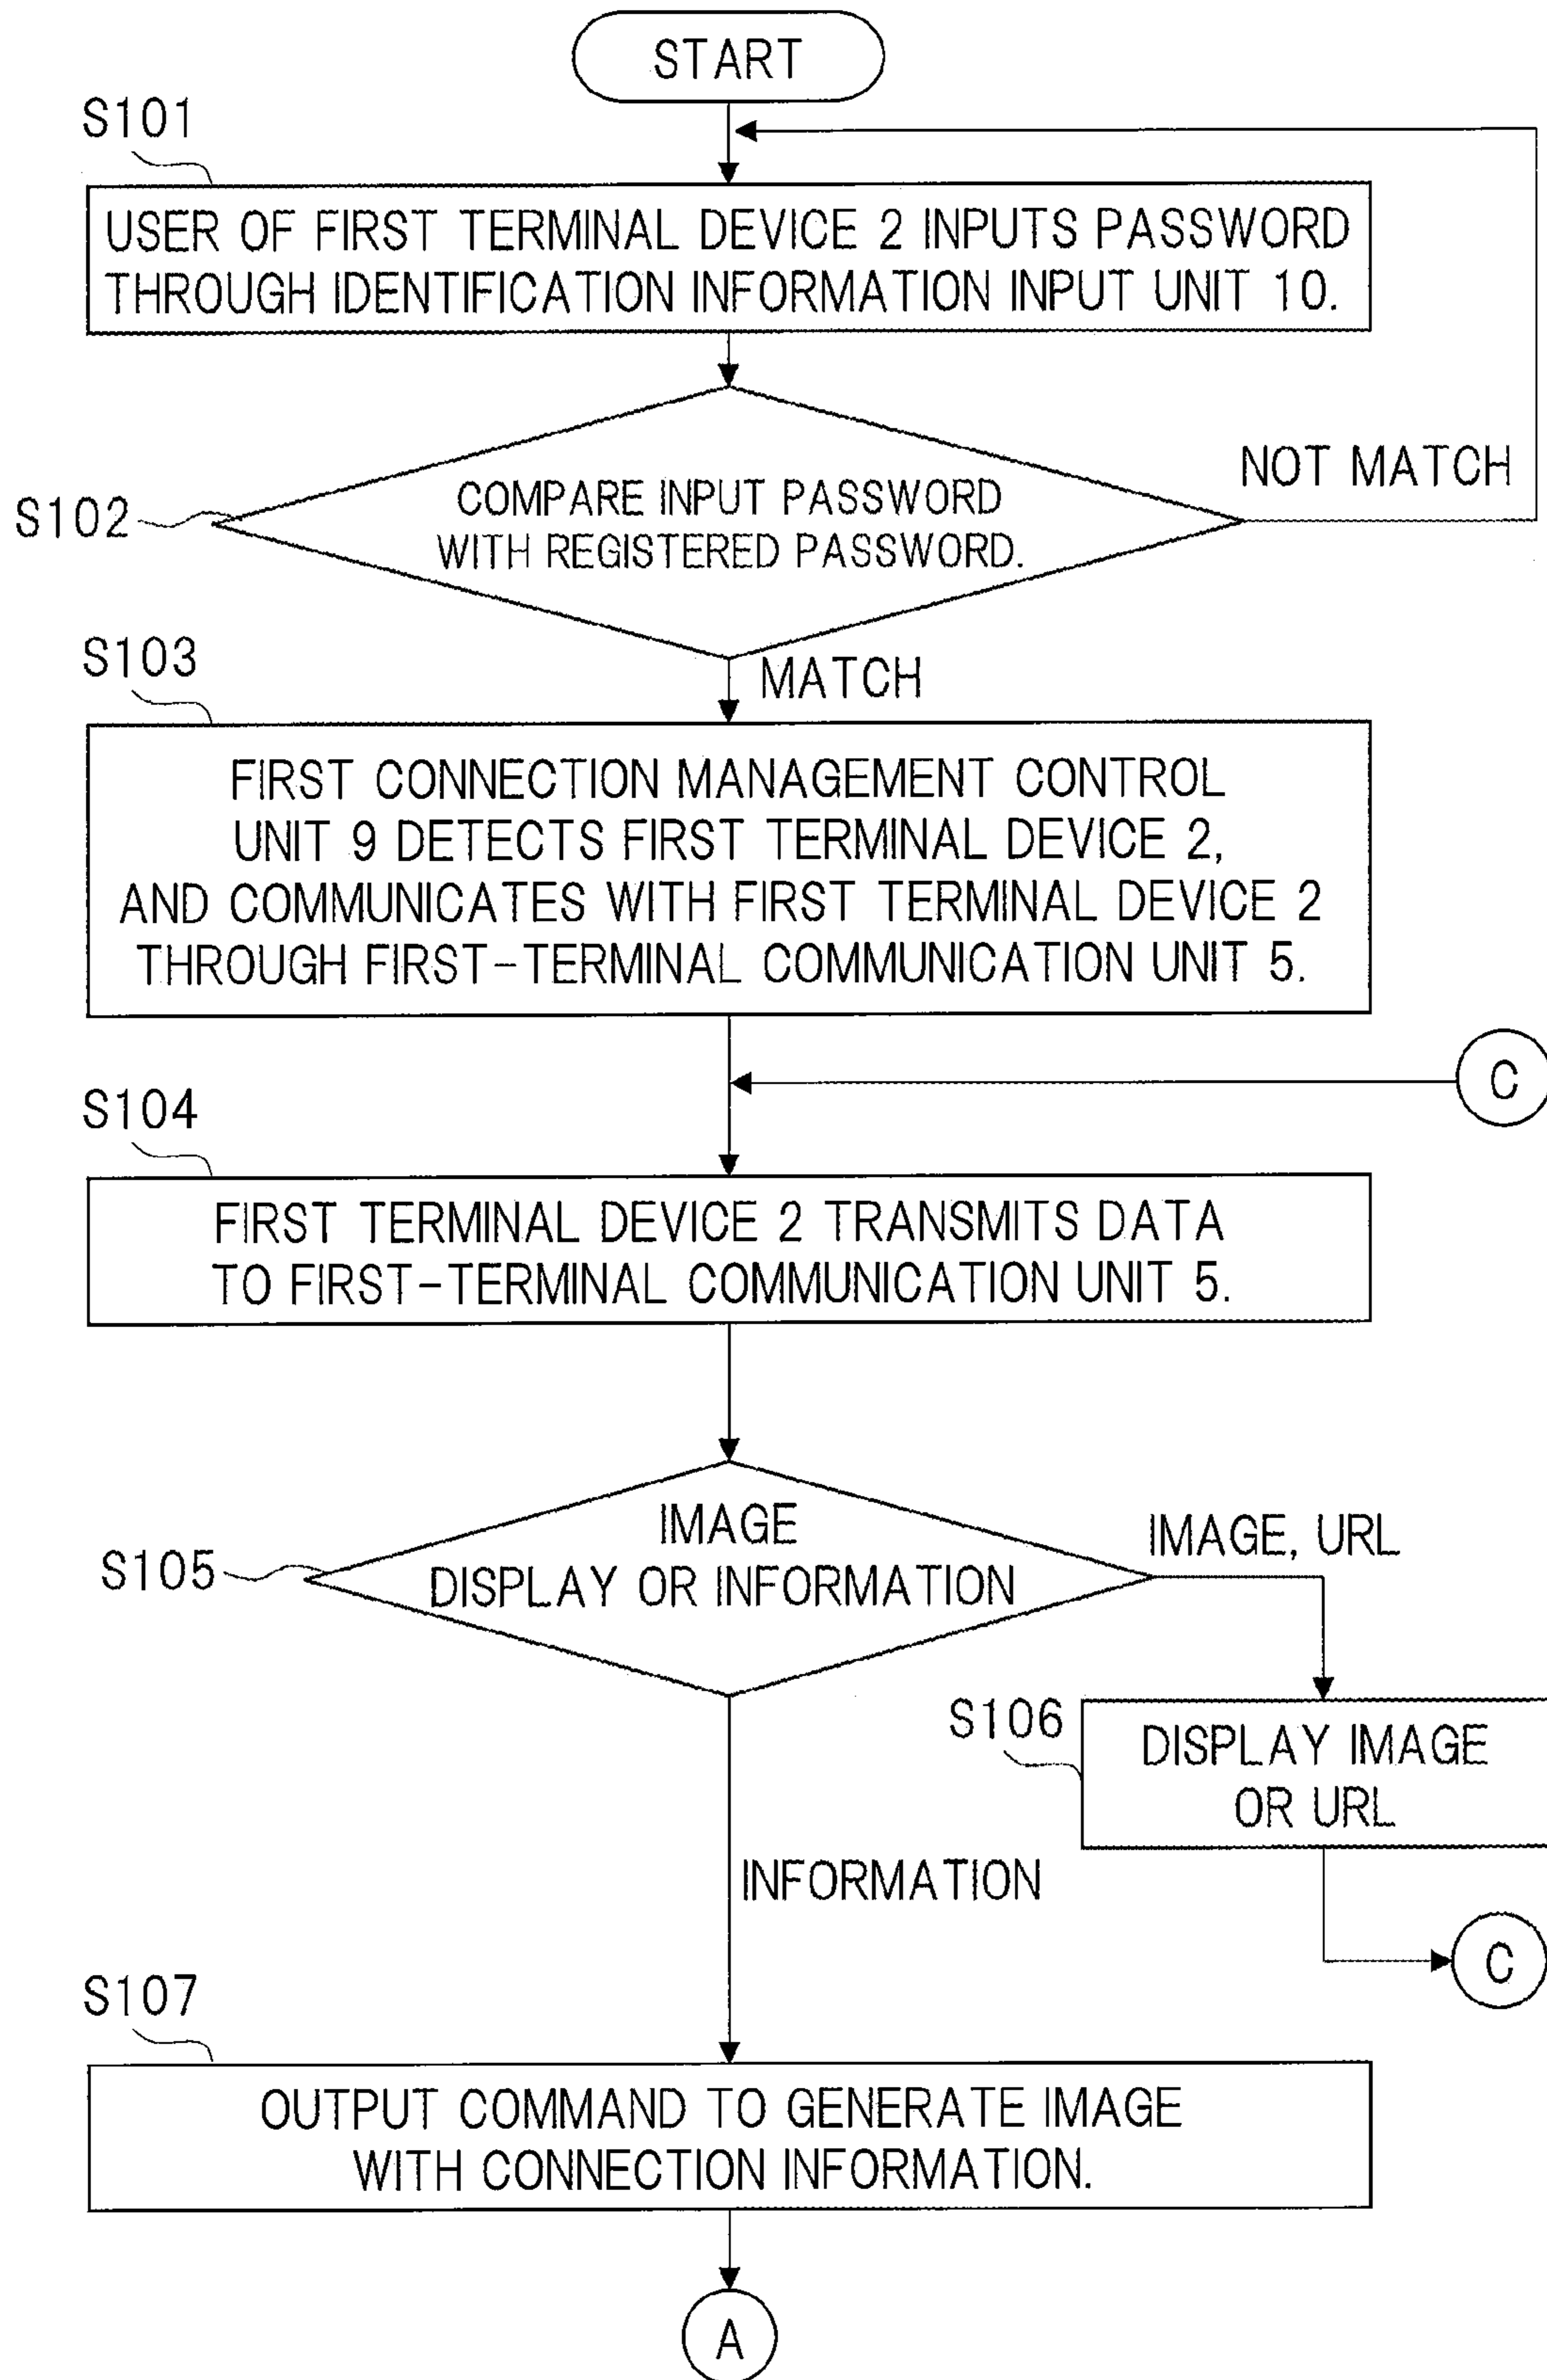 START
S101
USER OF FIRST TERMINAL DEVICE 2 INPUTS PASSWORD
THROUGH IDENTIFICATION INFORMATION INPUT UNIT 10.
NOT MATCH
S102
COMPARE INPUT PASSWORD
WITH REGISTERED PASSWORD.
S103
MATCH
FIRST CONNECTION MANAGEMENT CONTROL
UNIT 9 DETECTS FIRST TERMINAL DEVICE 2,
AND COMMUNICATES WITH FIRST TERMINAL DEVICE 2
THROUGH FIRST-TERMINAL COMMUNICATION UNIT 5.
C
S104
FIRST TERMINAL DEVICE 2 TRANSMITS DATA
TO FIRST-TERMINAL COMMUNICATION UNIT 5.
S105
IMAGE
DISPLAY OR INFORMATION
IMAGE, URL
S106
DISPLAY IMAGE
OR URL
INFORMATION
C
S107
OUTPUT COMMAND TO GENERATE IMAGE
WITH CONNECTION INFORMATION.
A